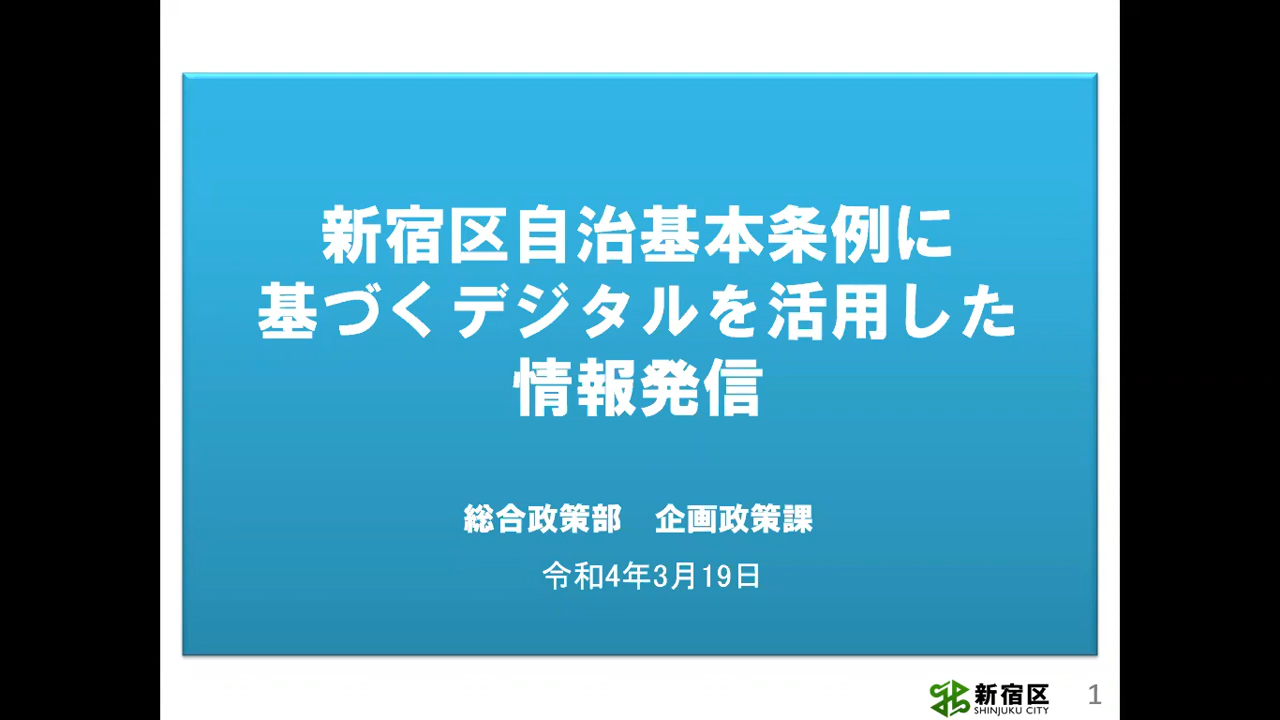 新宿区自治基本条例に
基づくデジタルを活用した
情報発信
総合政策部　企画政策課
令和4年3月19日
新宿区
SHINJUKU CITY
1